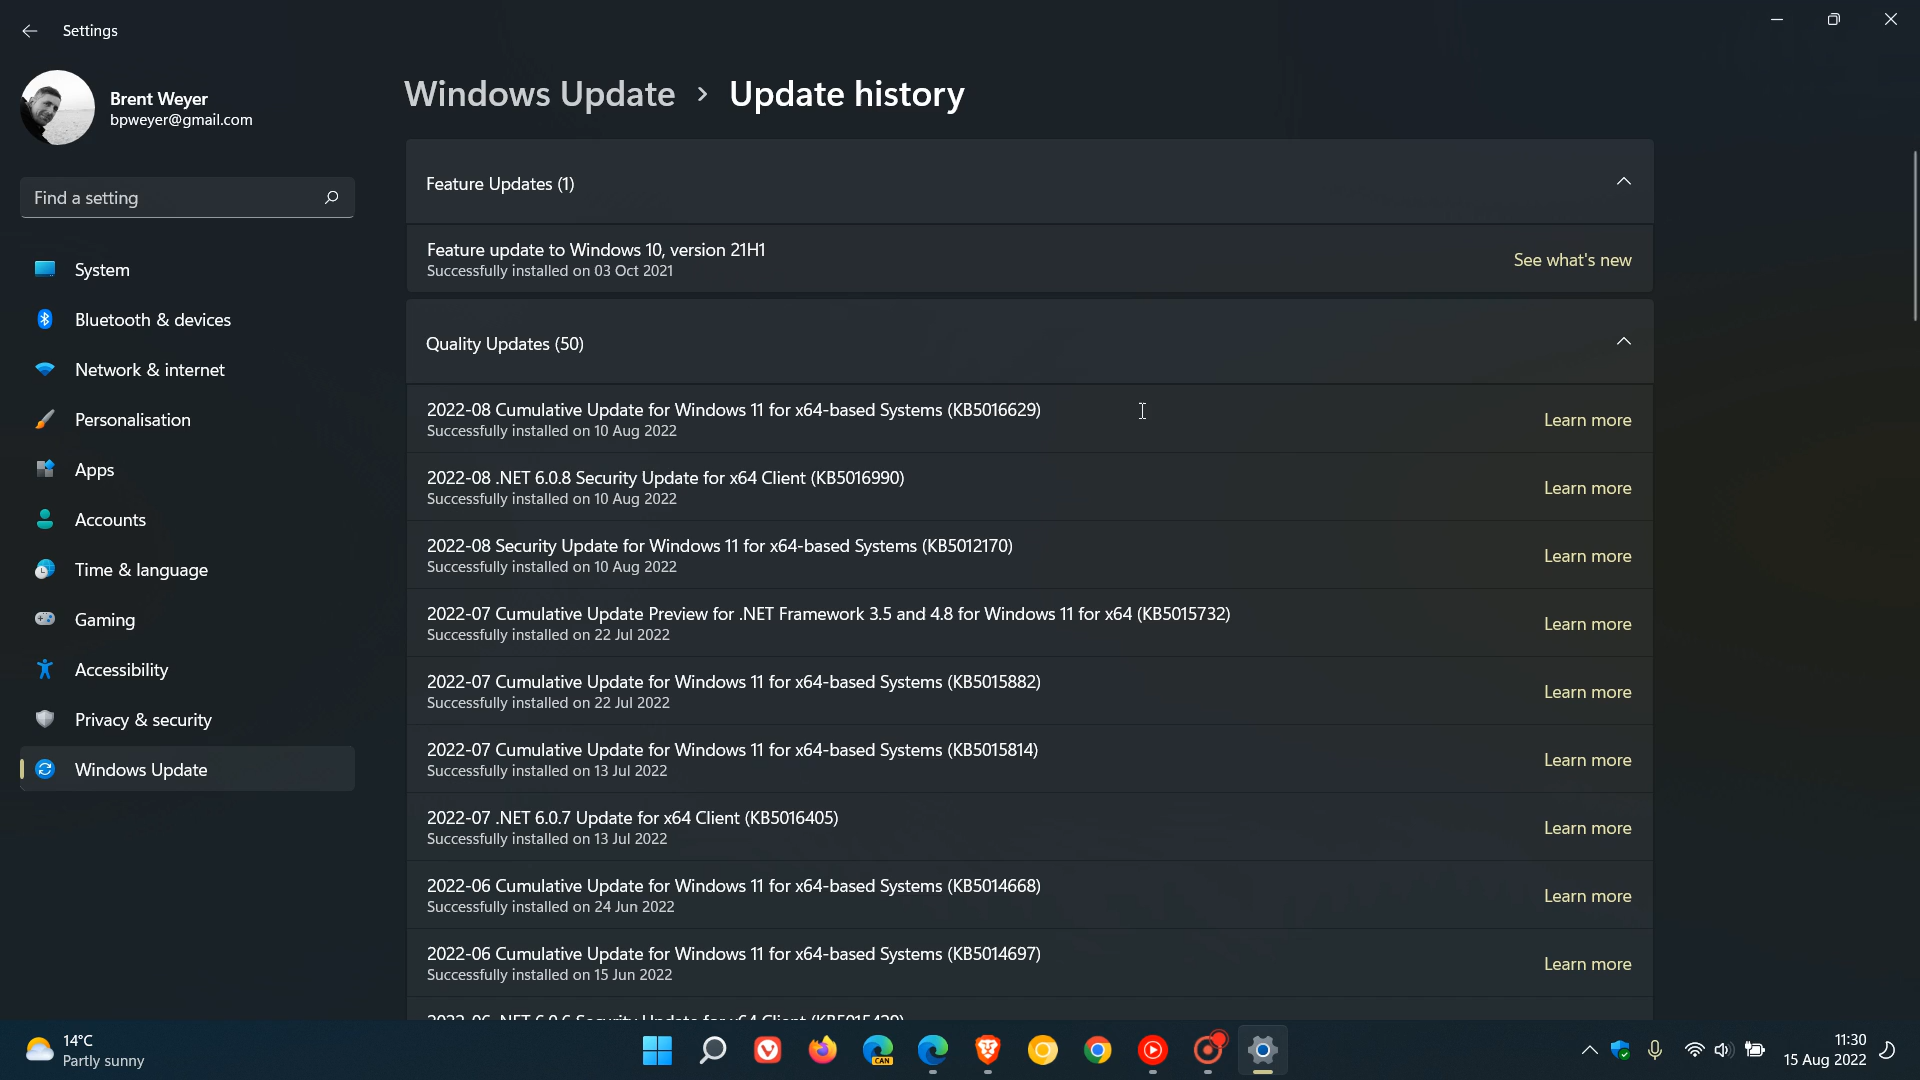 Settings
Brent Weyer
bpweyer@gmail.com
Find a setting
System
Bluetooth & devices
Network & internet
Personalisation
Apps
Accounts
Time & language
Gaming
Accessibility
Privacy & security
Windows Update
Windows Update > Update history
Feature Updates (1)
Feature update to Windows 10, version 21H1
Successfully installed on 03 Oct 2021
See what's new
Quality Updates (50)
2022-08 Cumulative Update for Windows 11 for x64-based Systems (KB5016629)
Successfully installed on 10 Aug 2022
Learn more
2022-08 .NET 6.0.8 Security Update for x64 Client (KB5016990)
Successfully installed on 10 Aug 2022
Learn more
2022-08 Security Update for Windows 11 for x64-based Systems (KB5012170)
Successfully installed on 10 Aug 2022
Learn more
2022-07 Cumulative Update Preview for .NET Framework 3.5 and 4.8 for Windows 11 for x64 (KB5015732)
Successfully installed on 22 Jul 2022
Learn more
2022-07 Cumulative Update for Windows 11 for x64-based Systems (KB5015882)
Successfully installed on 22 Jul 2022
Learn more
2022-07 Cumulative Update for Windows 11 for x64-based Systems (KB5015814)
Successfully installed on 13 Jul 2022
Learn more
2022-07 .NET 6.0.7 Update for x64 Client (KB5016405)
Successfully installed on 13 Jul 2022
Learn more
2022-06 Cumulative Update for Windows 11 for x64-based Systems (KB5014668)
Successfully installed on 24 Jun 2022
Learn more
2022-06 Cumulative Update for Windows 11 for x64-based Systems (KB5014697)
Successfully installed on 15 Jun 2022
Learn more
2022-06 .NET 6.0.6 Security Update for x64 Client
14°C
Partly sunny
CAN
11:30
15 Aug 2022